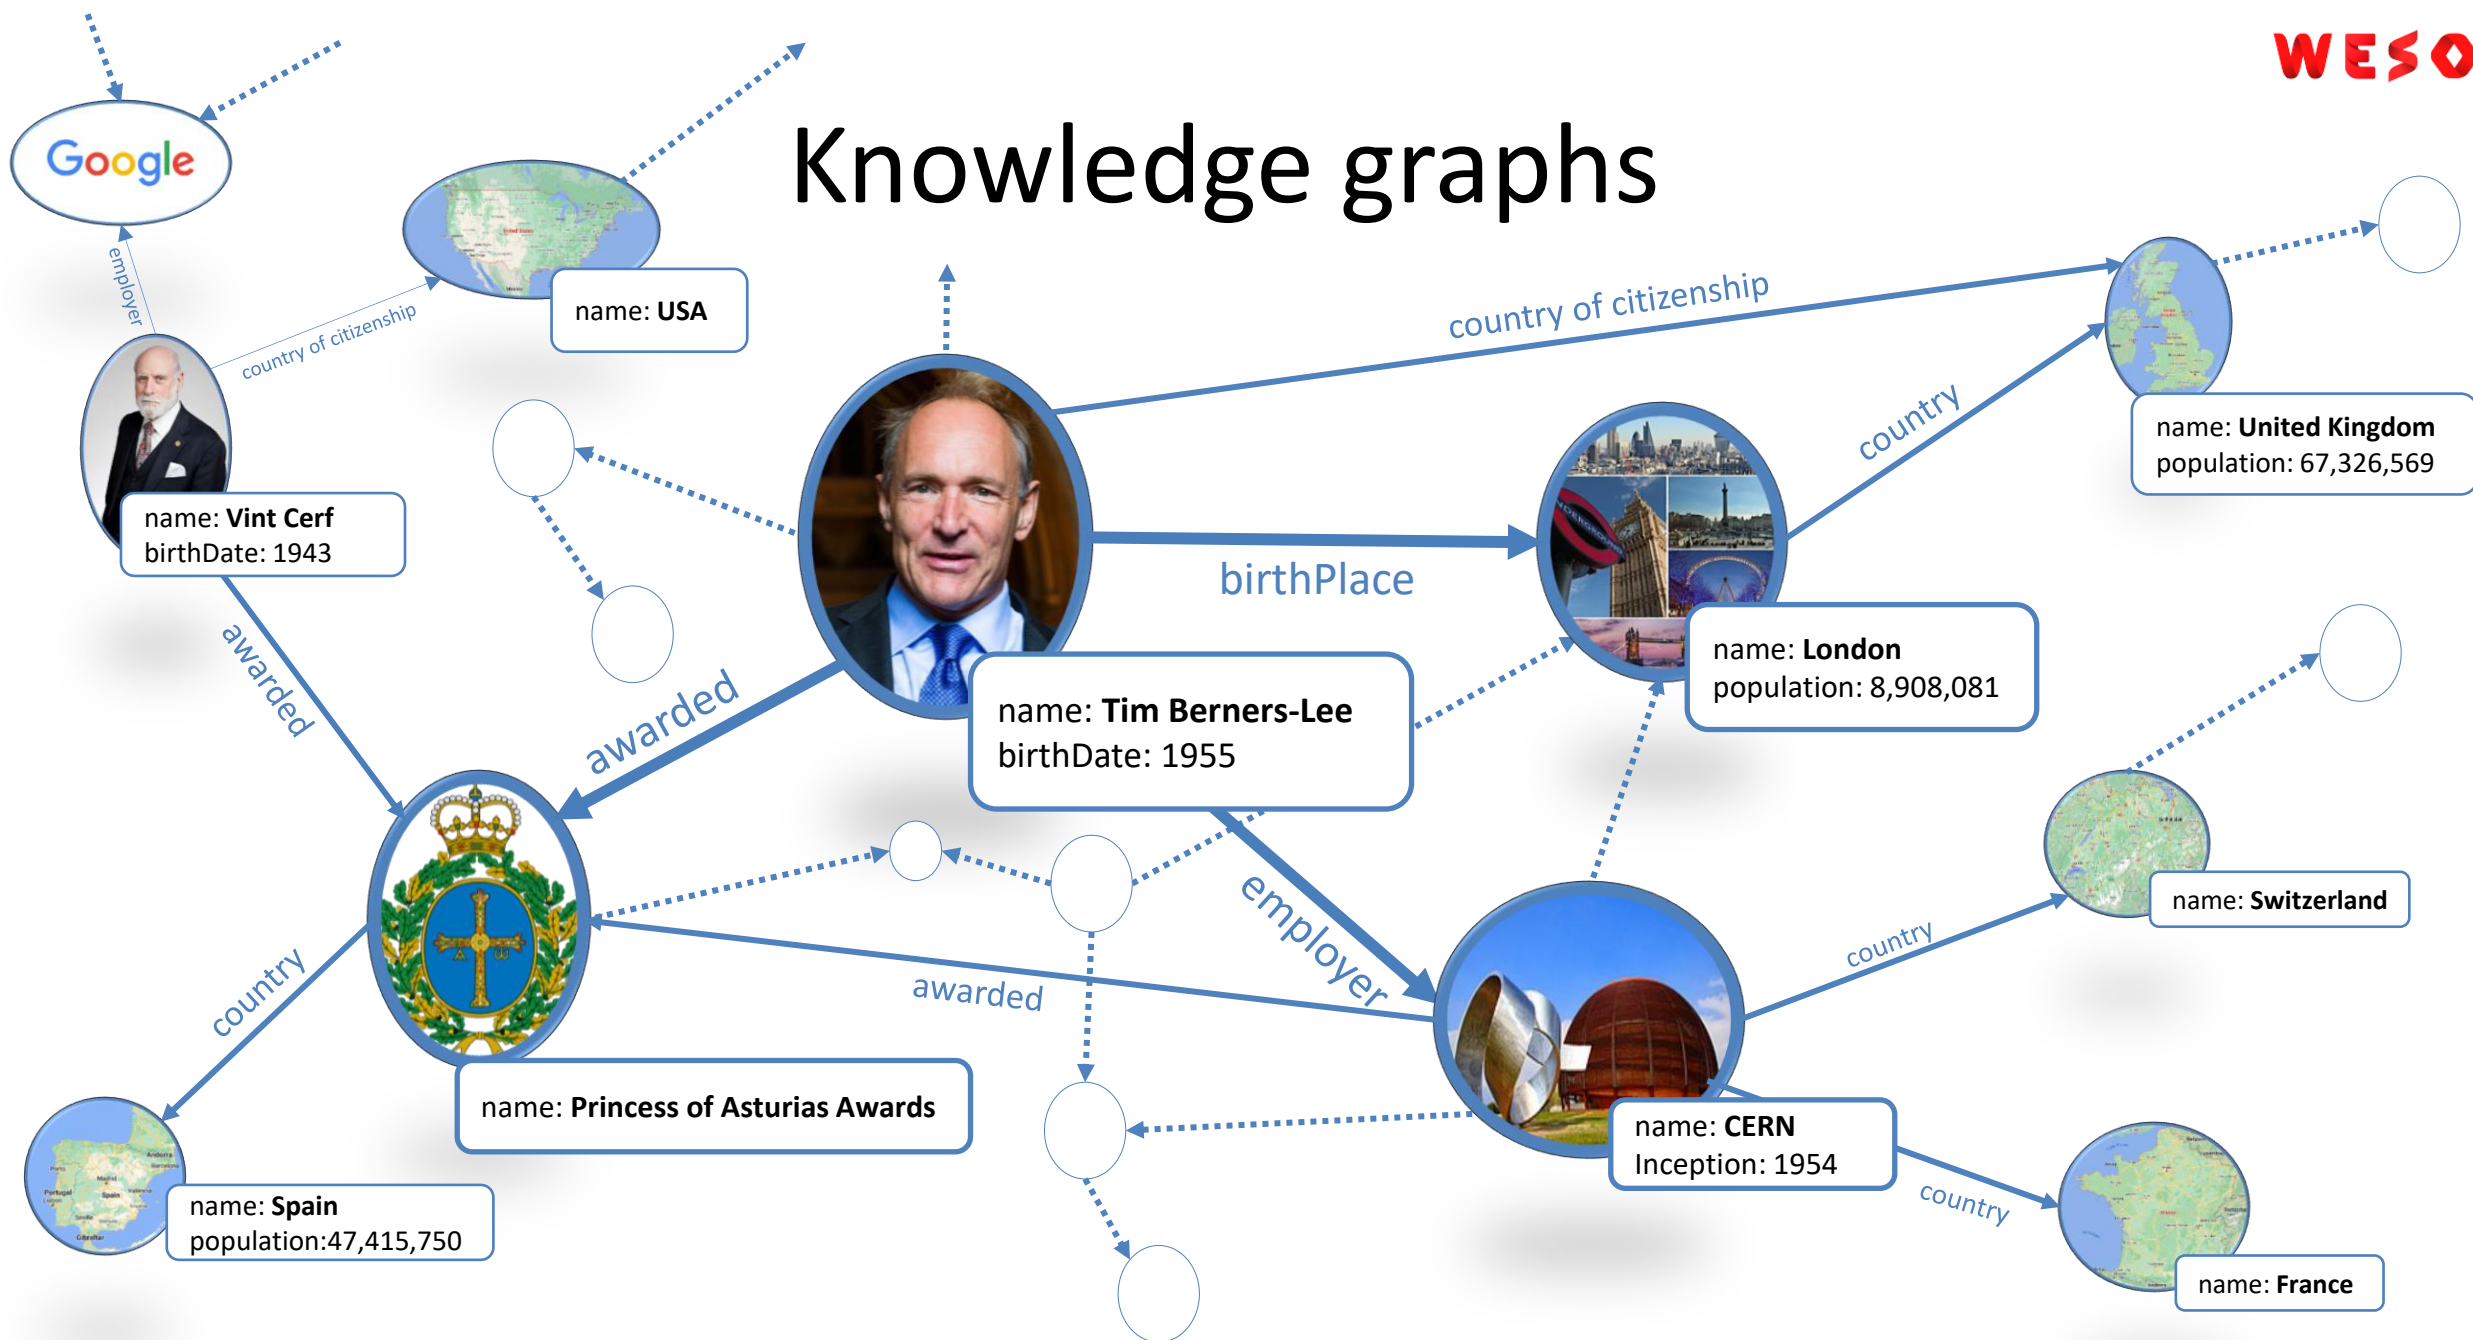 WESO
Knowledge graphs
Google
employer
country of citizenship
name: USA
country of citizenship
country
name: United Kingdom
population: 67,326,569
name: Vint Cerf
birthDate: 1943
birthPlace
UNDERGROUND
name: London
population: 8,908,081
awarded
awarded
name: Tim Berners-Lee
birthDate: 1955
employer
name: Switzerland
country
awarded
country
name: Princess of Asturias Awards
name: CERN
Inception: 1954
country
name: Spain
population:47,415,750
name: France